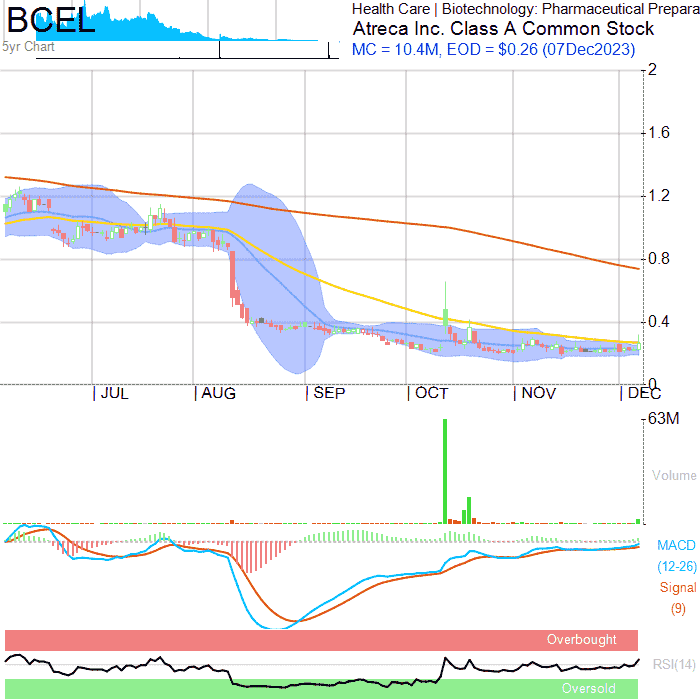 BCEL
5yr Chart
Health Care | Biotechnology: Pharmaceutical Prepara
Atreca Inc. Class A Common Stock
MC = 10.4M, EOD = $0.26 (07Dec2023)
2
1.6
1.2
0.8
0.4
0
JUL
AUG
SEP
OCT
NOV
DEC
63M
Volume
MACD
(12-26)
Signal
(9)
Overbought
RSI(14)
Oversold